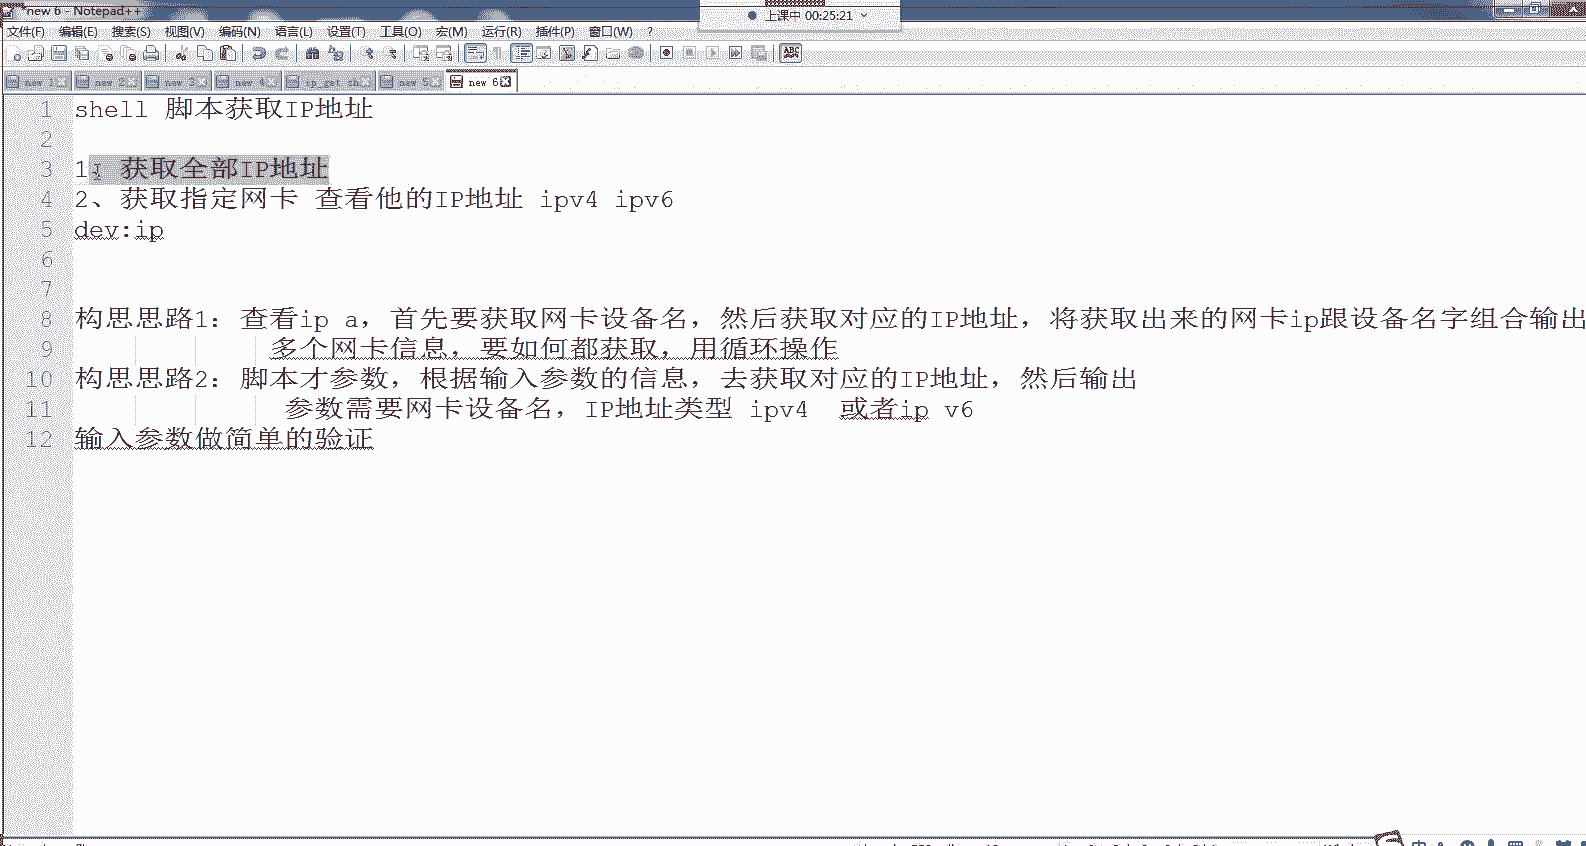 *new 6 - Notepad++
上课中 00:25:21
文件(F) 编辑(E) 搜索(S) 视图(V) 编码(N) 语言(L) 设置(T) 工具(O) 宏(M) 运行(R) 插件(P) 窗口(W) ?
new 1 new 2 new 3 new 4 ip_get.sh new 5 new 6
1 shell 脚本获取IP地址
2
3 1、获取全部IP地址
4 2、获取指定网卡 查看他的IP地址 ipv4 ipv6
5 dev:ip
6
7
8 构思思路1：查看ip a，首先要获取网卡设备名，然后获取对应的IP地址，将获取出来的网卡ip跟设备名字组合输出
9 多个网卡信息，要如何都获取，用循环操作
10 构思思路2：脚本才参数，根据输入参数的信息，去获取对应的IP地址，然后输出
11 参数需要网卡设备名，IP地址类型 ipv4 或者ip v6
12 输入参数做简单的验证